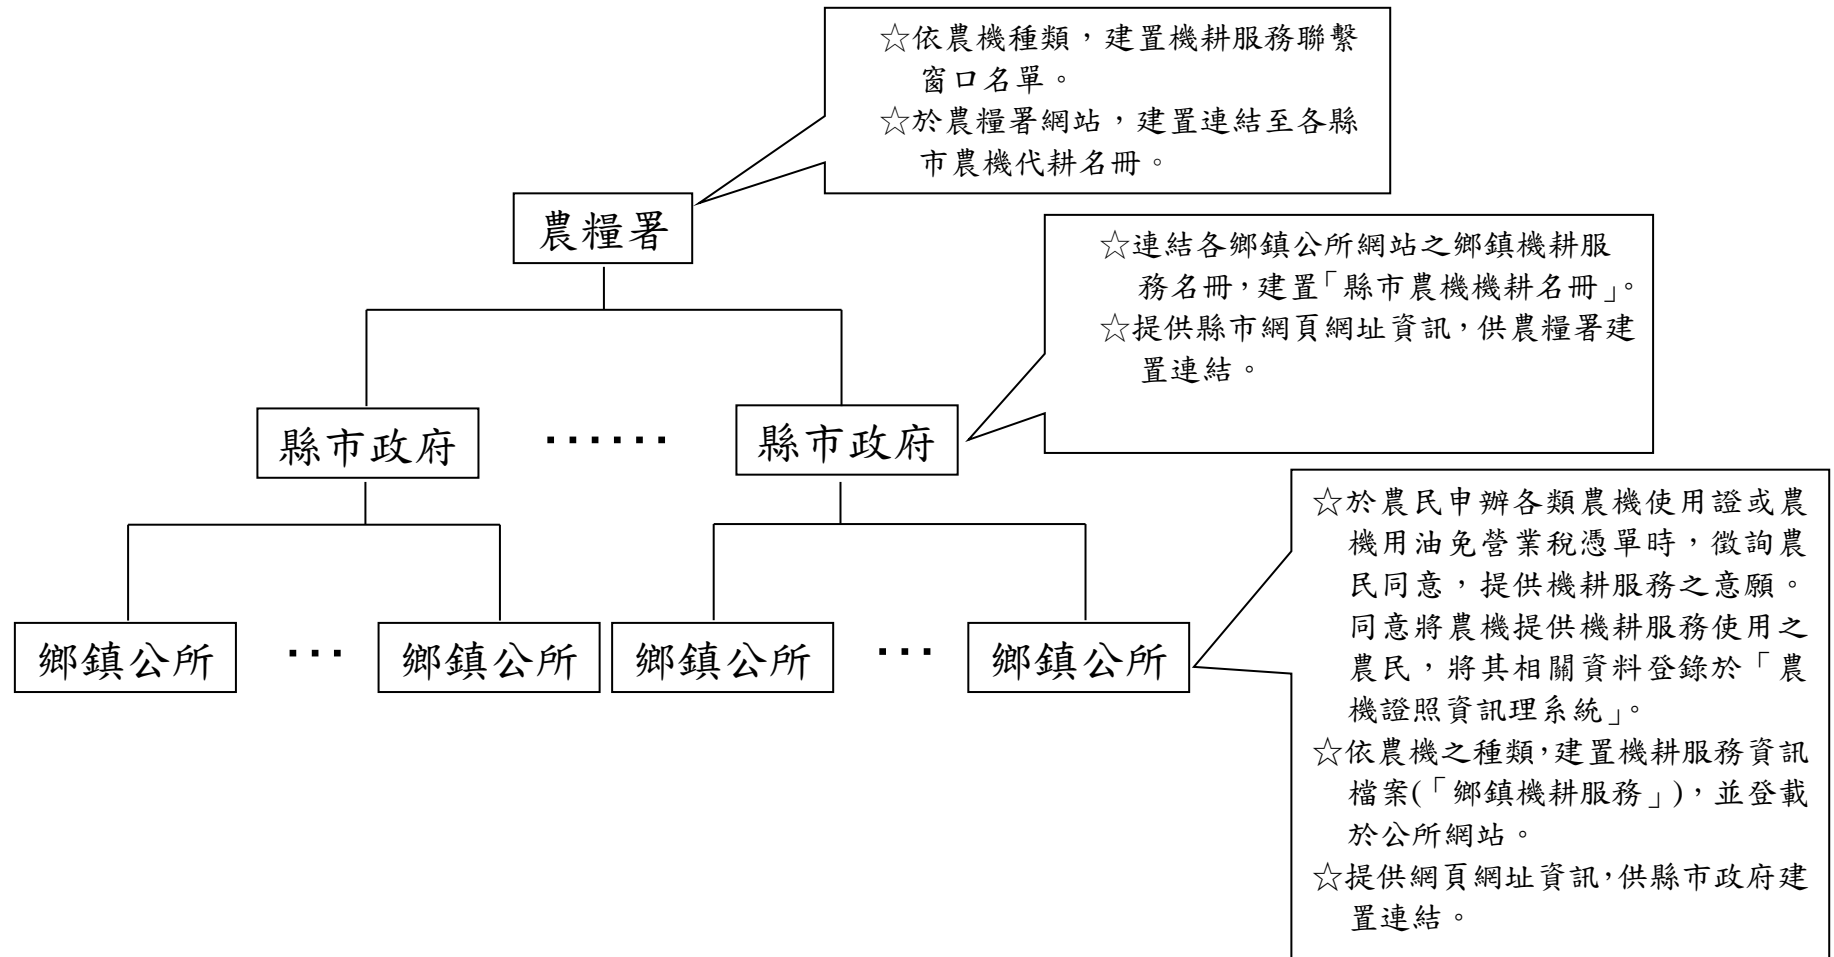 ☆依農機種類，建置機耕服務聯繫
窗口名單。
☆於農糧署網站，建置連結至各縣
市農機代耕名冊。
農糧署
☆連結各鄉鎮公所網站之鄉鎮機耕服
務名冊，建置「縣市農機機耕名冊」。
☆提供縣市網頁網址資訊，供農糧署建
置連結。
縣市政府 ...... 縣市政府
☆於農民申辦各類農機使用證或農
機用油免營業稅憑單時，徵詢農
民同意，提供機耕服務之意願。
同意將農機提供機耕服務使用之
農民，將其相關資料登錄於「農
機證照資訊理系統」。
☆依農機之種類，建置機耕服務資訊
檔案(「鄉鎮機耕服務」)，並登載
於公所網站。
☆提供網頁網址資訊，供縣市政府建
置連結。
鄉鎮公所 ... 鄉鎮公所 鄉鎮公所 ... 鄉鎮公所